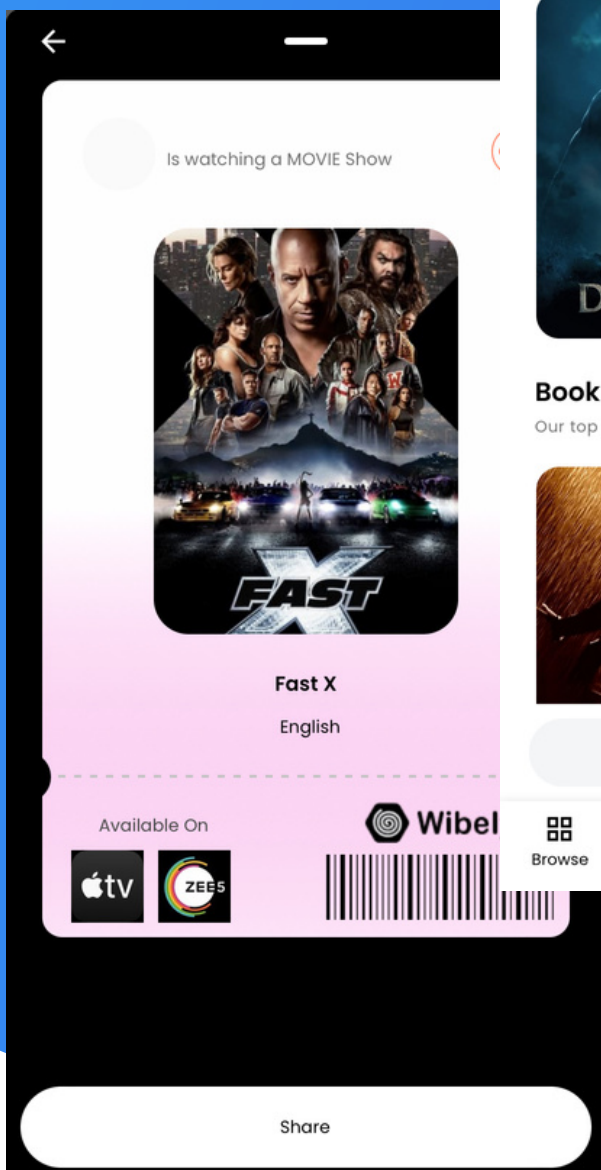 Is watching a MOVIE Show
FAST
X
Fast X
English
Available On
Wibel
tv
ZEE5
Share
D
Book
Our top
Browse